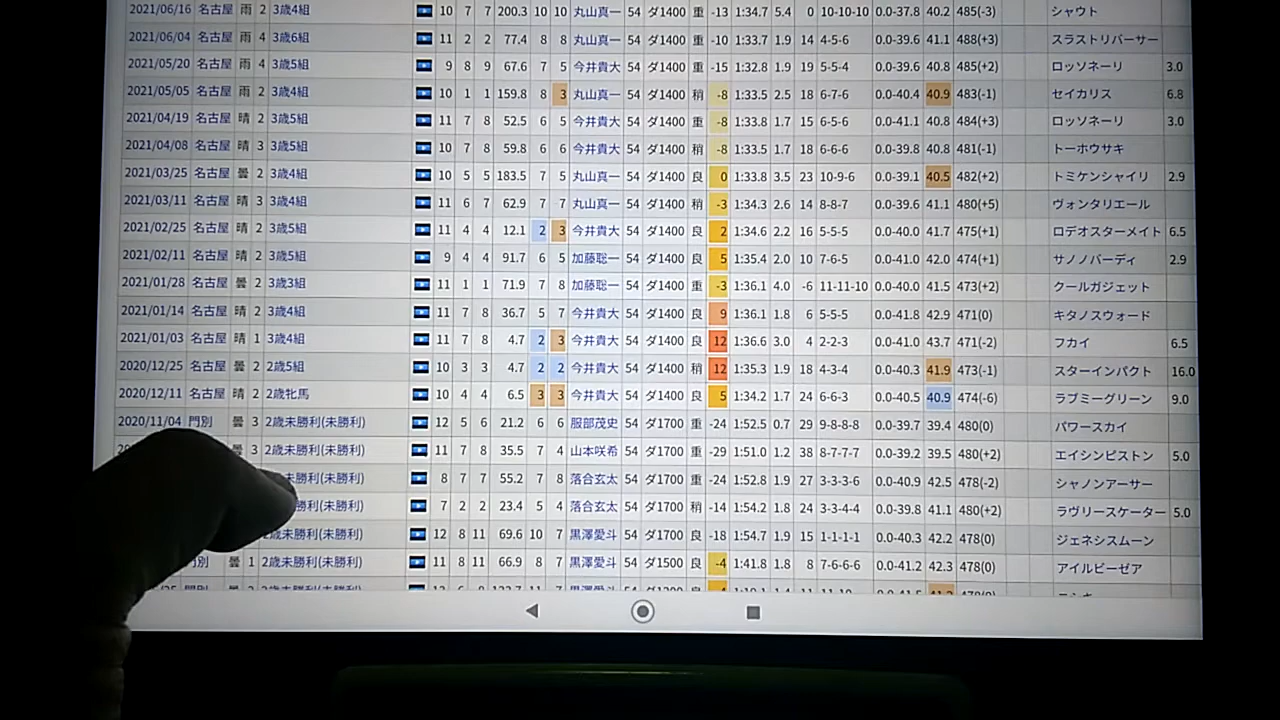 2021/06/16 名古屋 雨 2 3歳4組 10 7 7 200.3 10 10 丸山真一 54 ダ1400 重 -13 1:34.7 5.4 0 10-10-10 0.0-37.8 40.2 485(-3) シャウト
2021/06/04 名古屋 雨 4 3歳6組 11 2 2 77.4 8 8 丸山真一 54 ダ1400 重 -10 1:33.7 1.9 14 4-5-6 0.0-39.6 41.1 488(+3) スラストリバーサー
2021/05/20 名古屋 雨 4 3歳5組 9 8 9 67.6 7 5 今井貴大 54 ダ1400 重 -15 1:32.8 1.9 19 5-5-4 0.0-39.6 40.8 485(+2) ロッソネーリ 3.0
2021/05/05 名古屋 雨 2 3歳4組 10 1 1 159.8 8 3 丸山真一 54 ダ1400 稍 -8 1:33.5 2.5 18 6-7-6 0.0-40.4 40.9 483(-1) セイカリス 6.8
2021/04/19 名古屋 晴 2 3歳5組 11 7 8 52.5 6 5 今井貴大 54 ダ1400 重 -8 1:33.8 1.7 15 6-5-6 0.0-41.1 40.8 484(+3) ロッソネーリ 3.0
2021/04/08 名古屋 晴 3 3歳5組 10 7 8 59.8 6 6 今井貴大 54 ダ1400 稍 -8 1:33.5 1.7 18 6-6-6 0.0-39.8 40.8 481(-1) トーホウサキ
2021/03/25 名古屋 曇 2 3歳4組 10 5 5 183.5 7 5 丸山真一 54 ダ1400 良 0 1:33.8 3.5 23 10-9-6 0.0-39.1 40.5 482(+2) トミケンシャイリ 2.9
2021/03/11 名古屋 晴 3 3歳4組 11 6 7 62.9 7 7 丸山真一 54 ダ1400 稍 -3 1:34.3 2.6 14 8-8-7 0.0-39.6 41.1 480(+5) ヴォンタリエール
2021/02/25 名古屋 晴 2 3歳5組 11 4 4 12.1 2 3 今井貴大 54 ダ1400 良 2 1:34.6 2.2 16 5-5-5 0.0-40.0 41.7 475(+1) ロデオスターメイト 6.5
2021/02/11 名古屋 晴 2 3歳5組 9 4 4 91.7 6 5 加藤聡一 54 ダ1400 良 5 1:35.4 2.0 10 7-6-5 0.0-41.0 42.0 474(+1) サノノバーディ 2.9
2021/01/28 名古屋 曇 2 3歳3組 11 1 1 71.9 7 8 加藤聡一 54 ダ1400 重 -3 1:36.1 4.0 -6 11-11-10 0.0-40.0 41.5 473(+2) クールガジェット
2021/01/14 名古屋 晴 2 3歳4組 11 7 8 36.7 5 7 今井貴大 54 ダ1400 良 9 1:36.1 1.8 6 5-5-5 0.0-41.8 42.9 471(0) キタノスウォード
2021/01/03 名古屋 晴 1 3歳4組 11 7 8 4.7 2 3 今井貴大 54 ダ1400 良 12 1:36.6 3.0 4 2-2-3 0.0-41.0 43.7 471(-2) フカイ 6.5
2020/12/25 名古屋 曇 2 2歳5組 10 3 3 4.7 2 2 今井貴大 54 ダ1400 稍 12 1:35.3 1.9 18 4-3-4 0.0-40.3 41.9 473(-1) スターインパクト 16.0
2020/12/11 名古屋 晴 2 2歳牝馬 10 4 4 6.5 3 3 今井貴大 54 ダ1400 良 5 1:34.2 1.7 24 6-6-3 0.0-40.5 40.9 474(-6) ラブミーグリーン 9.0
2020/11/04 門別 曇 3 2歳未勝利(未勝利) 12 5 6 21.2 6 6 服部茂史 54 ダ1700 重 -24 1:52.5 0.7 29 9-8-8-8 0.0-39.7 39.4 480(0) パワースカイ
曇 3 2歳未勝利(未勝利) 11 7 8 35.5 7 4 山本咲希 54 ダ1700 重 -29 1:51.0 1.2 38 8-7-7-7 0.0-39.2 39.5 480(+2) エイシンピストン 5.0
未勝利(未勝利) 8 7 7 55.2 7 8 落合玄太 54 ダ1700 重 -24 1:52.8 1.9 27 3-3-3-6 0.0-40.9 42.5 478(-2) シャノンアーサー
勝利(未勝利) 7 2 2 23.4 5 4 落合玄太 54 ダ1700 稍 -14 1:54.2 1.8 24 3-3-4-4 0.0-39.8 41.1 480(+2) ラヴリースケーター 5.0
2歳未勝利(未勝利) 12 8 11 69.6 10 7 黒澤愛斗 54 ダ1700 良 -18 1:54.7 1.9 15 1-1-1-1 0.0-40.3 42.2 478(0) ジェネシスムーン
別 曇 1 2歳未勝利(未勝利) 11 8 11 66.9 8 7 黒澤愛斗 54 ダ1500 良 -4 1:41.8 1.8 8 7-6-6-6 0.0-41.2 42.3 478(0) アイルビーゼア